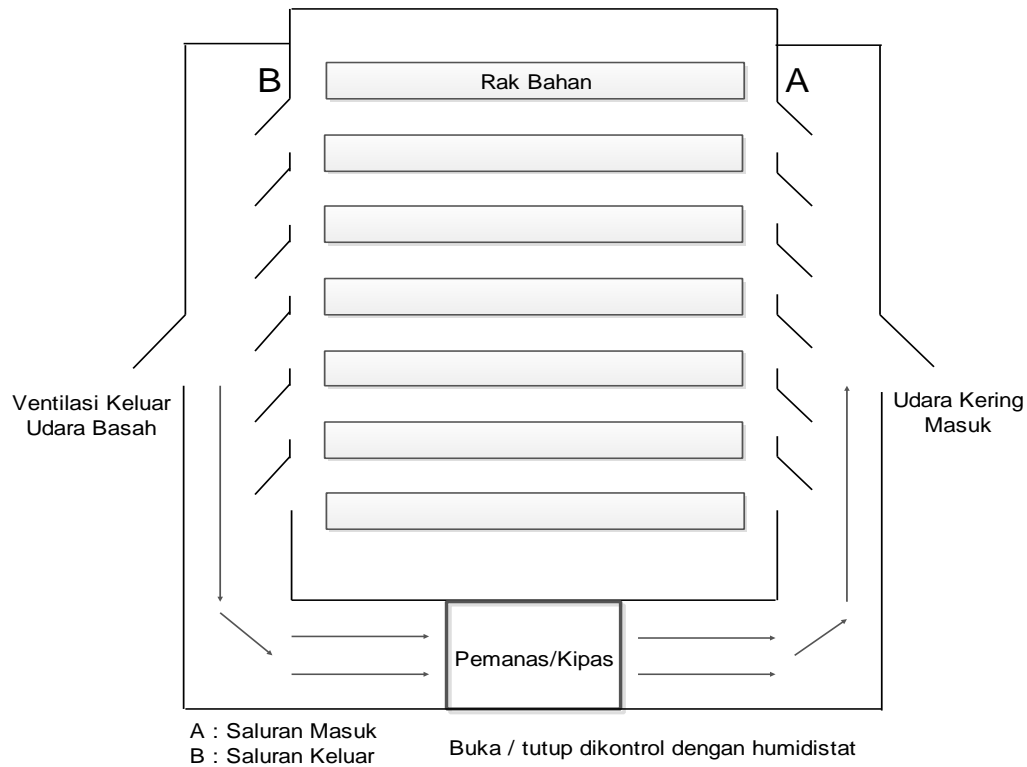 B
Rak Bahan
A
Ventilasi Keluar
Udara Basah
Udara Kering
Masuk
Pemanas/Kipas
A : Saluran Masuk
B : Saluran Keluar
Buka / tutup dikontrol dengan humidistat